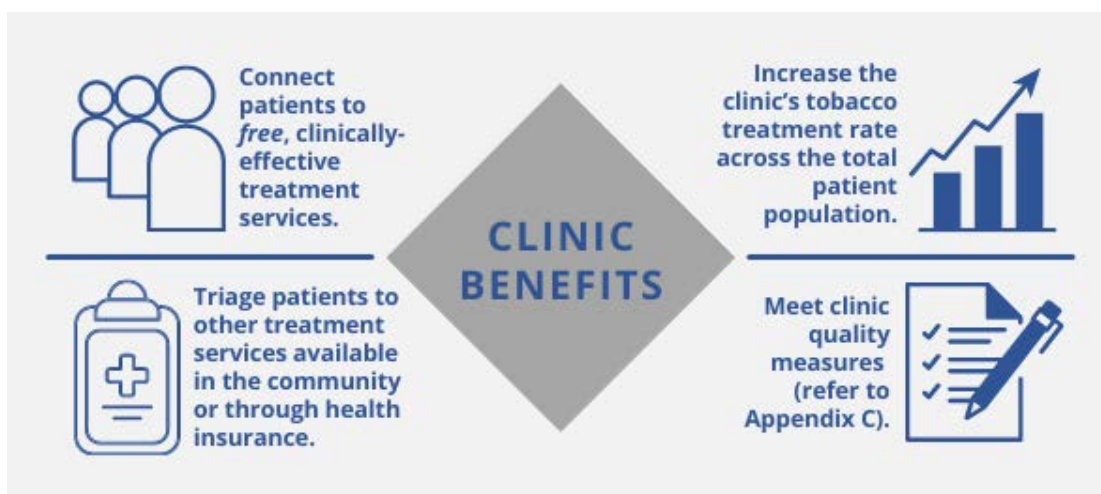 Connect
patients to
free, clinically-
effective
treatment
services.
Increase the
clinic's tobacco
treatment rate
across the total
patient
population.
CLINIC
BENEFITS
Triage patients to
other treatment
services available
in the community
or through health
insurance.
Meet clinic
quality
measures
(refer to
Appendix C).